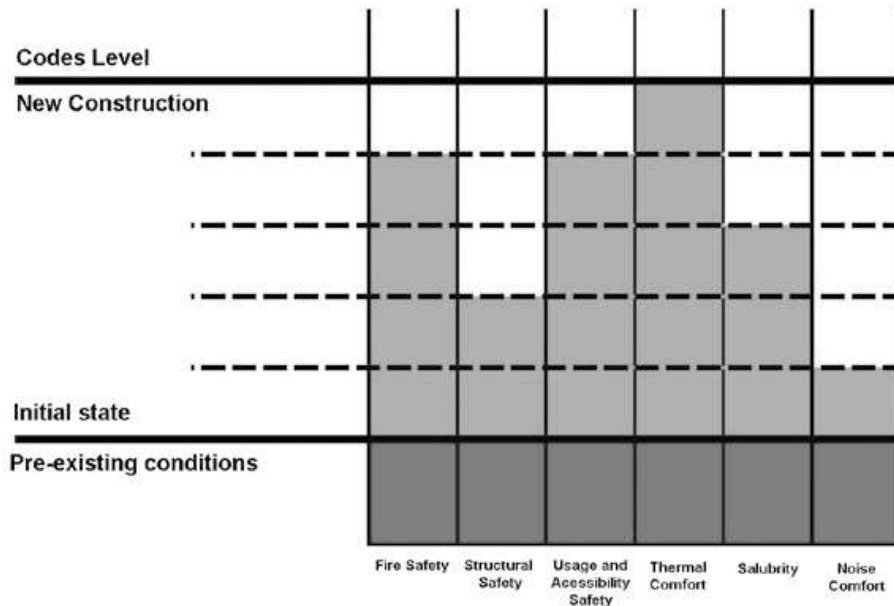 Codes Level
New Construction
Initial state
Pre-existing conditions
Fire Safety
Structural
Safety
Usage and
Acessibility
Safety
Thermal
Comfort
Salubrity
Noise
Comfort